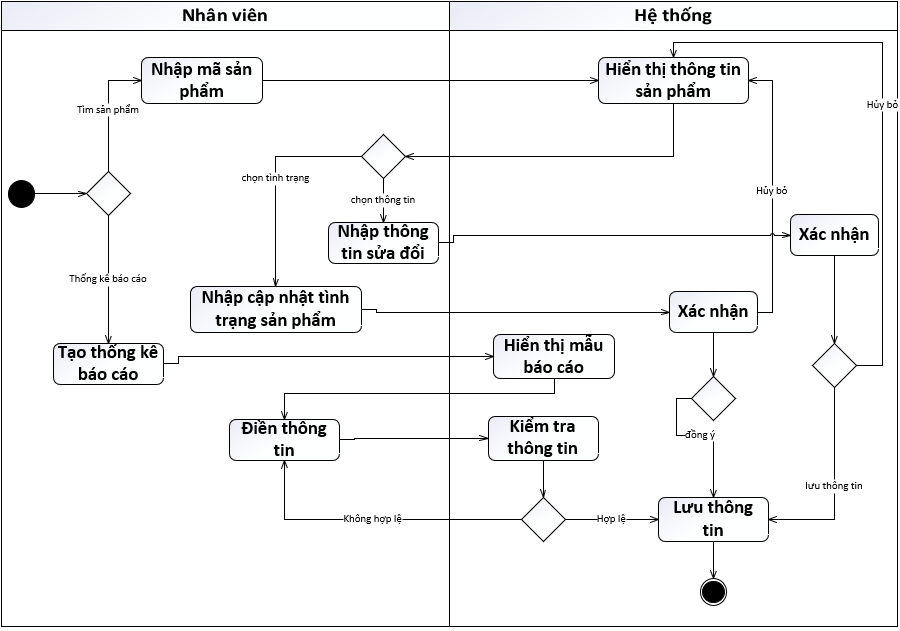 Nhân viên
Hệ thống
Nhập mã sản
phẩm
Hiển thị thông tin
sản phẩm
Tìm sản phẩm
Hủy bỏ
chọn tình trạng
chọn thông tin
Hủy bỏ
Nhập thông
tin sửa đổi
Xác nhận
Thống kê báo cáo
Nhập cập nhật tình
trạng sản phẩm
Xác nhận
Tạo thống kê
báo cáo
Hiển thị mẫu
báo cáo
Điền thông
tin
Kiểm tra
thông tin
đồng ý
lưu thông tin
Không hợp lệ
Hợp lệ
Lưu thông
tin